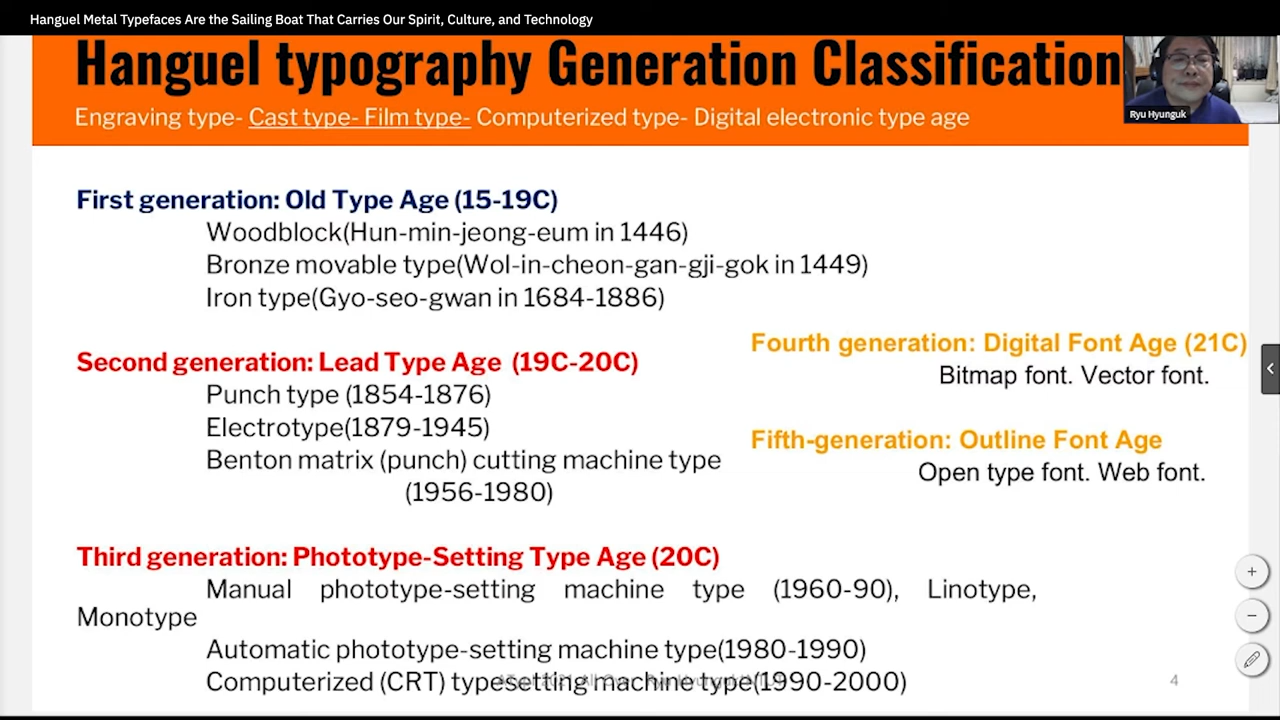 Hanguel Metal Typefaces Are the Sailing Boat That Carries Our Spirit, Culture, and Technology
Hanguel typography Generation Classification
Engraving type- Cast type- Film type- Computerized type- Digital electronic type age
Ryu Hyunguk
First generation: Old Type Age (15-19C)
Woodblock(Hun-min-jeong-eum in 1446)
Bronze movable type(Wol-in-cheon-gan-gji-gok in 1449)
Iron type(Gyo-seo-gwan in 1684-1886)
Second generation: Lead Type Age (19C-20C)
Punch type (1854-1876)
Electrotype(1879-1945)
Benton matrix (punch) cutting machine type
(1956-1980)
Third generation: Phototype-Setting Type Age (20C)
Manual phototype-setting machine type (1960-90), Linotype,
Monotype
Automatic phototype-setting machine type(1980-1990)
Computerized (CRT) typesetting machine type(1990-2000)
Fourth generation: Digital Font Age (21C)
Bitmap font. Vector font.
Fifth-generation: Outline Font Age
Open type font. Web font.
4